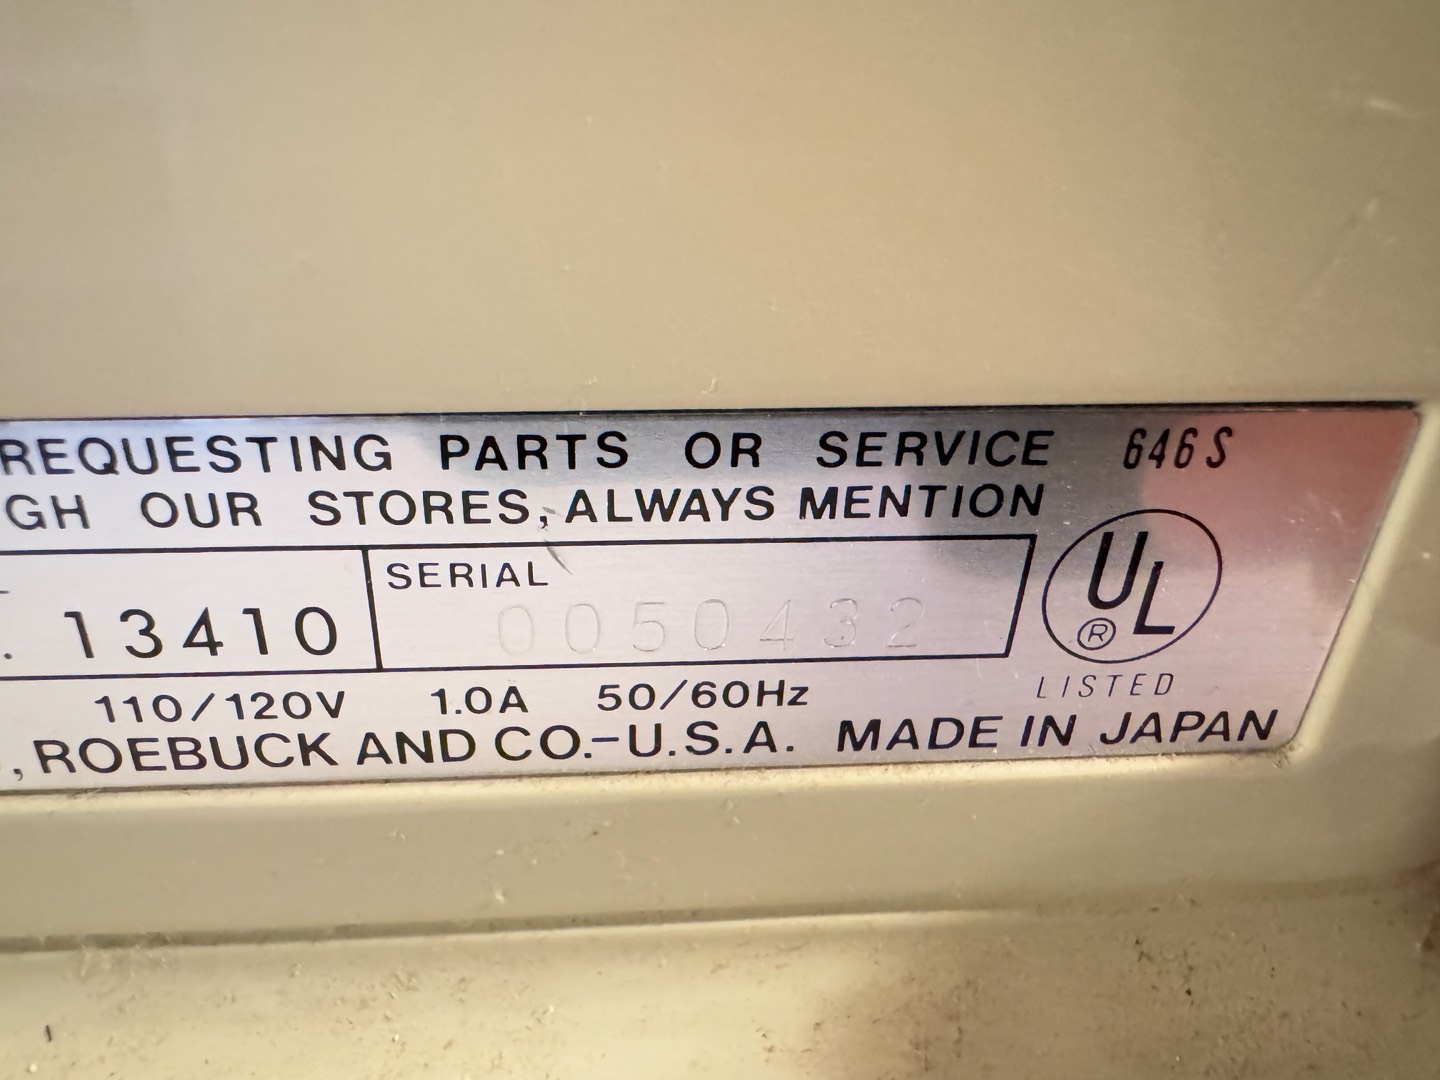 REQUESTING PARTS OR SERVICE 646S
GH OUR STORES, ALWAYS MENTION
SERIAL
. 13410 0050432
UL
®
LISTED
110/120V 1.0A 50/60Hz
, ROEBUCK AND CO.-U.S.A. MADE IN JAPAN